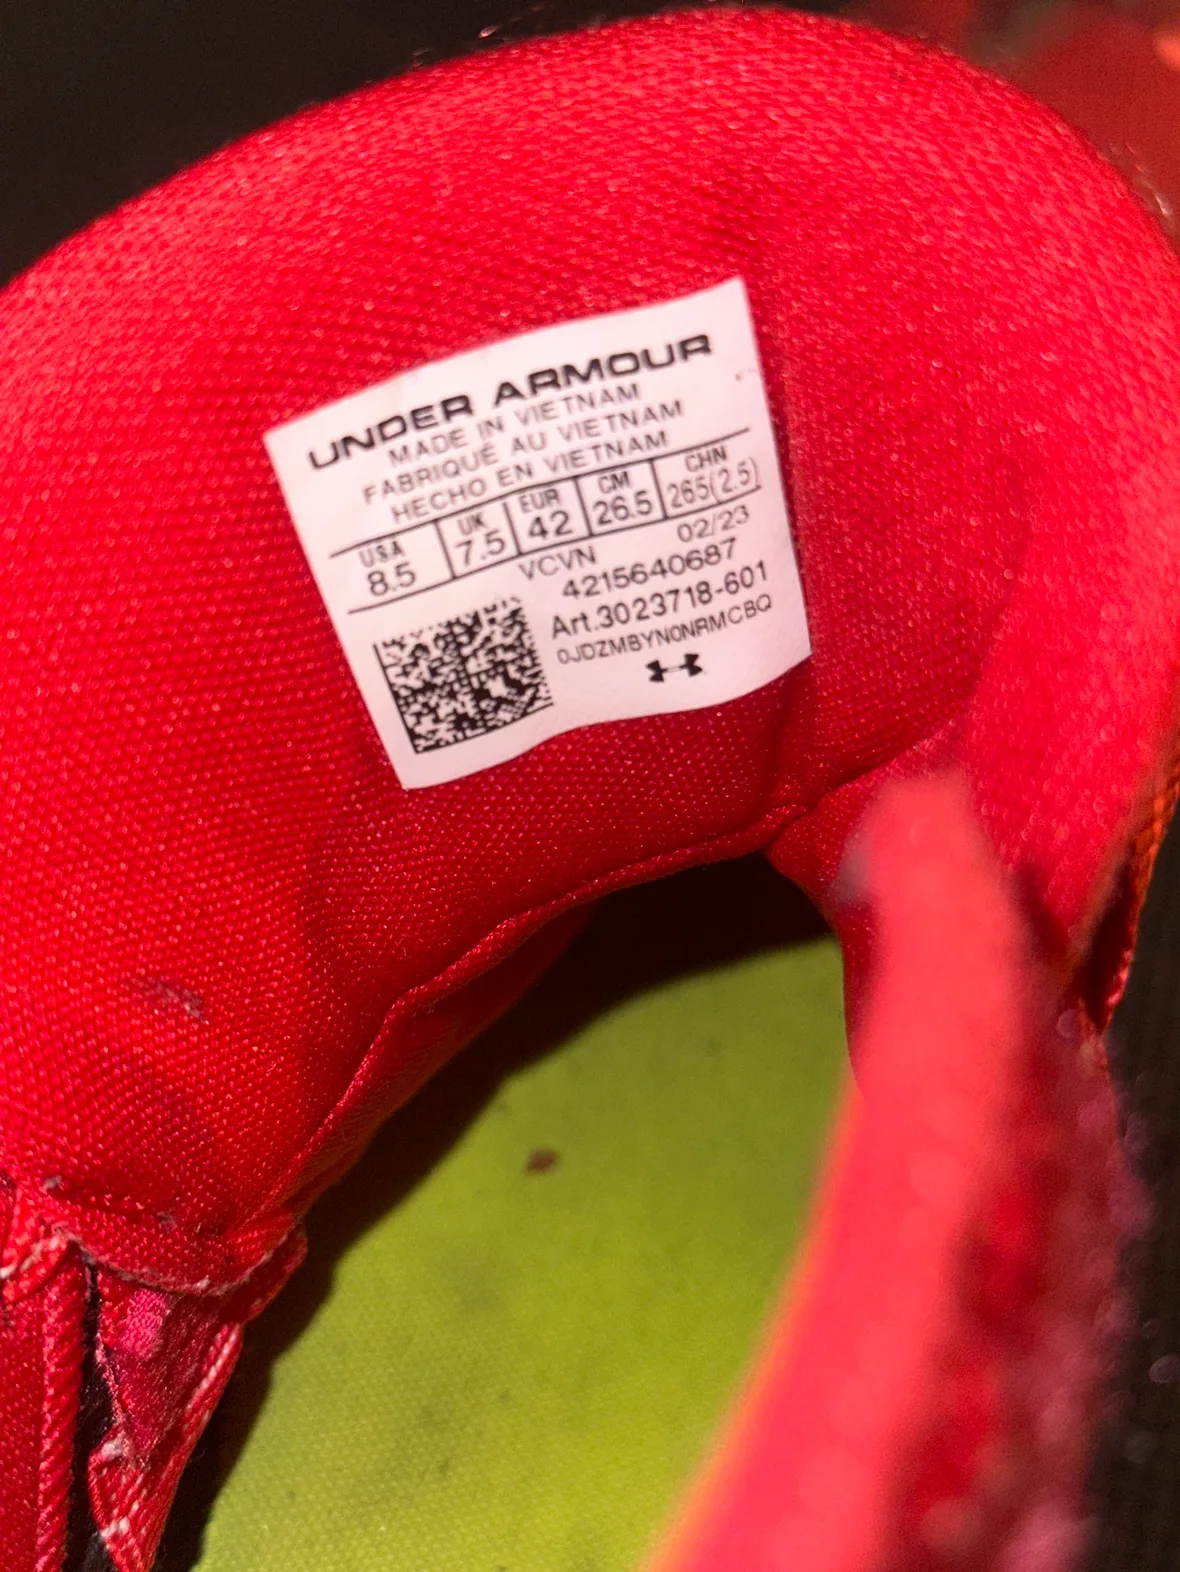 UNDER ARMOUR
MADE IN VIETNAM
FABRIQUÉ AU VIETNAM
HECHO EN VIETNAM
USA UK EUR CM CHN
8.5 7.5 42 26.5 265(2.5)
VCVN 02/23
4215640687
Art.3023718-601
0JDZMBYN0NRMCBQ